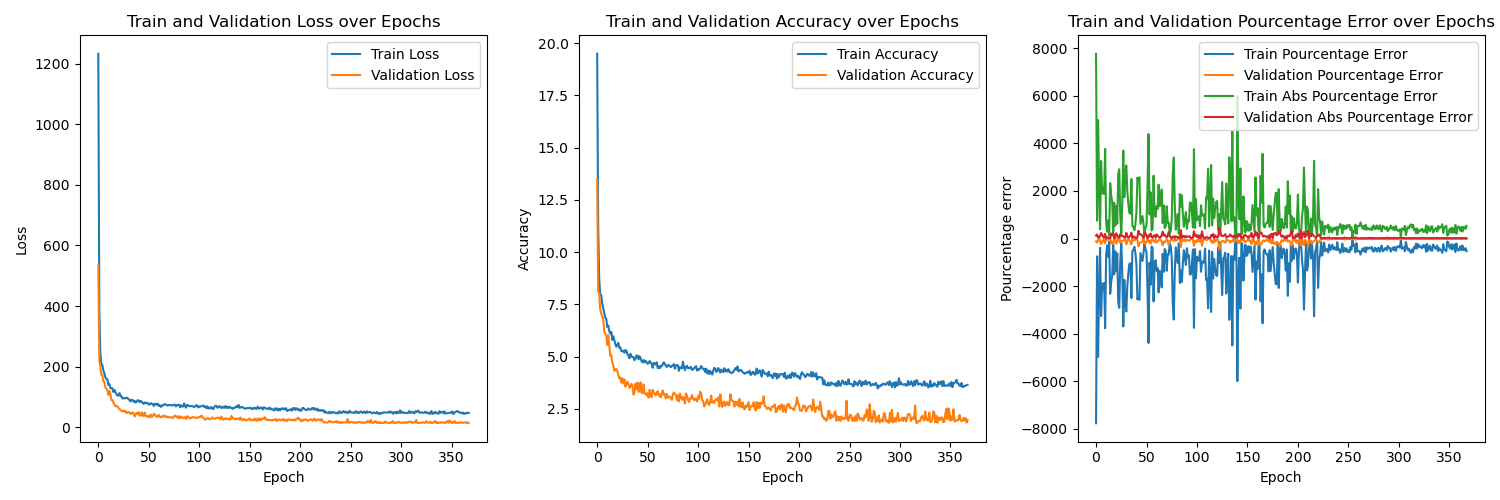 Train and Validation Loss over Epochs
Train Loss
Validation Loss
1200
1000
800
600
400
200
0
Loss
0 50 100 150 200 250 300 350
Epoch
Train and Validation Accuracy over Epochs
Train Accuracy
Validation Accuracy
20.0
17.5
15.0
12.5
10.0
7.5
5.0
2.5
Accuracy
0 50 100 150 200 250 300 350
Epoch
Train and Validation Pourcentage Error over Epochs
Train Pourcentage Error
Validation Pourcentage Error
Train Abs Pourcentage Error
Validation Abs Pourcentage Error
8000
6000
4000
2000
0
−2000
−4000
−6000
−8000
Pourcentage error
0 50 100 150 200 250 300 350
Epoch